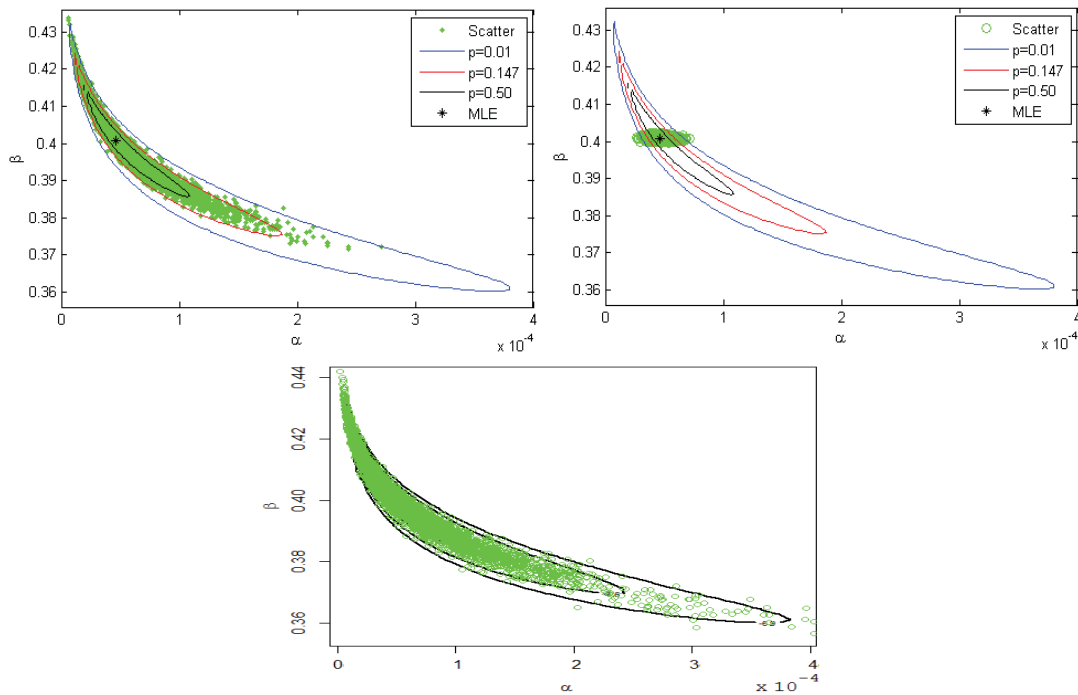 0.43
0.42
0.41
0.4
0.39
0.38
0.37
0.36
β
0
1
2
3
4
α
x 10⁻⁴
Scatter
p=0.01
p=0.147
p=0.50
MLE
0.43
0.42
0.41
0.4
0.39
0.38
0.37
0.36
β
0
1
2
3
4
α
x 10⁻⁴
Scatter
p=0.01
p=0.147
p=0.50
MLE
0.44
0.42
0.40
0.38
0.36
β
0
1
2
3
4
α
x 10⁻⁴